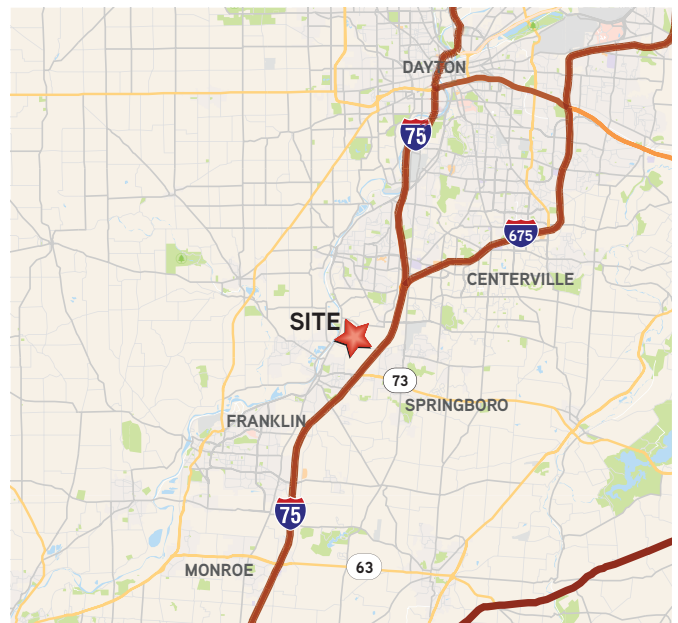 DAYTON
75
675
CENTERVILLE
SITE
73
SPRINGBORO
FRANKLIN
75
63
MONROE